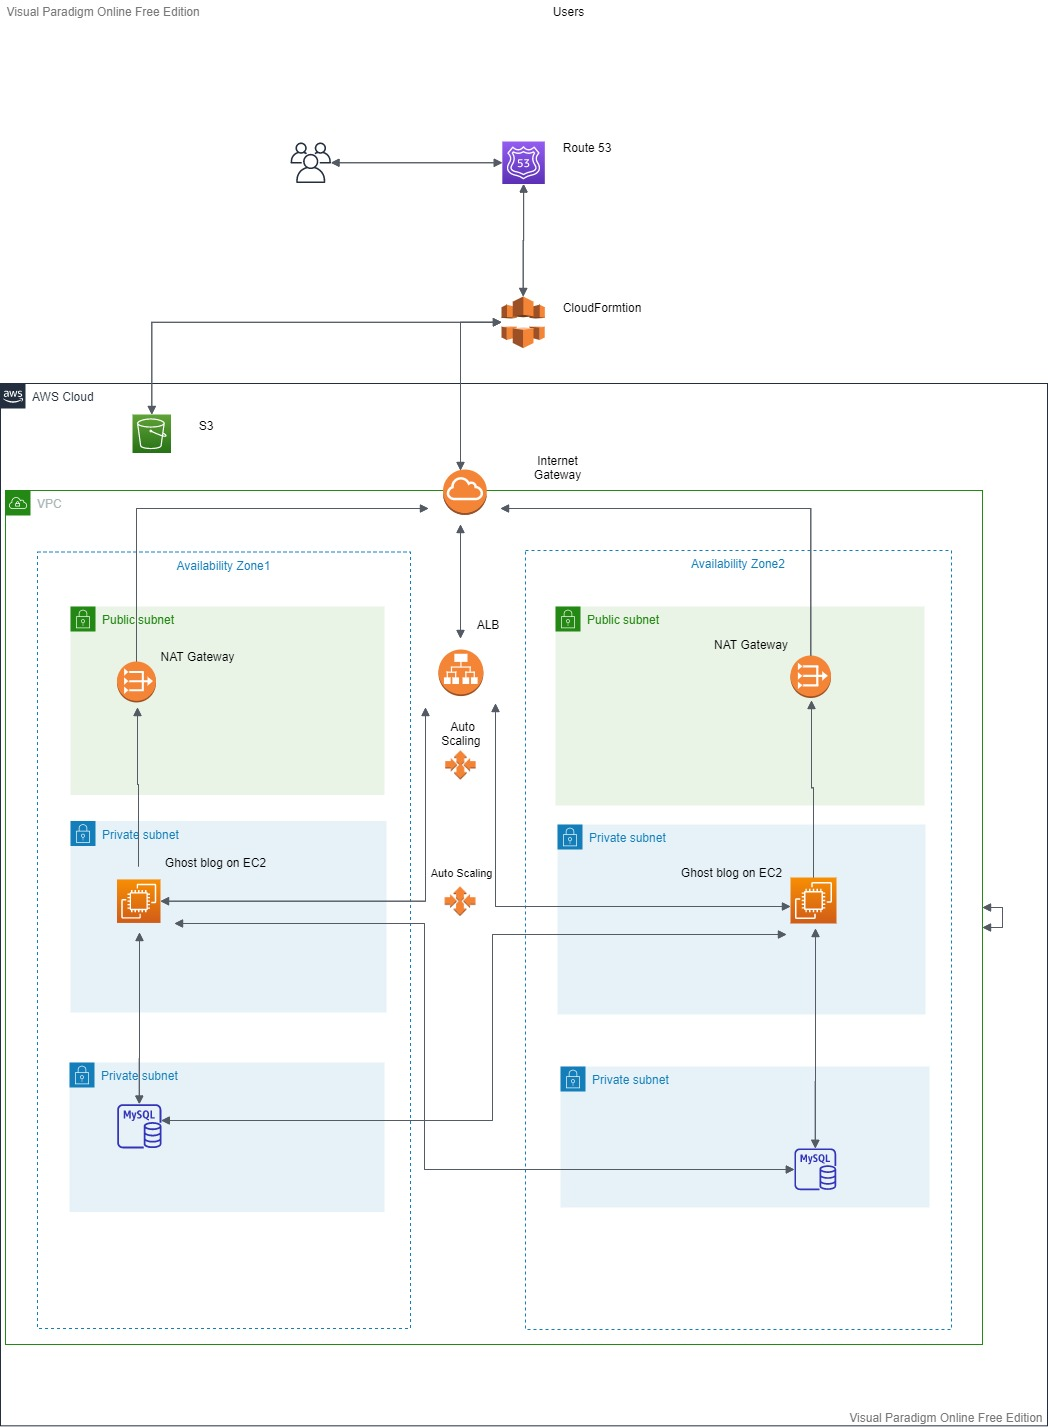 Visual Paradigm Online Free Edition
Users
53
Route 53
CloudFormtion
aws
AWS Cloud
S3
Internet
Gateway
VPC
Availability Zone1
Availability Zone2
Public subnet
Public subnet
ALB
NAT Gateway
NAT Gateway
Auto
Scaling
Private subnet
Private subnet
Ghost blog on EC2
Auto Scaling
Ghost blog on EC2
Private subnet
Private subnet
MySQL
MySQL
Visual Paradigm Online Free Edition